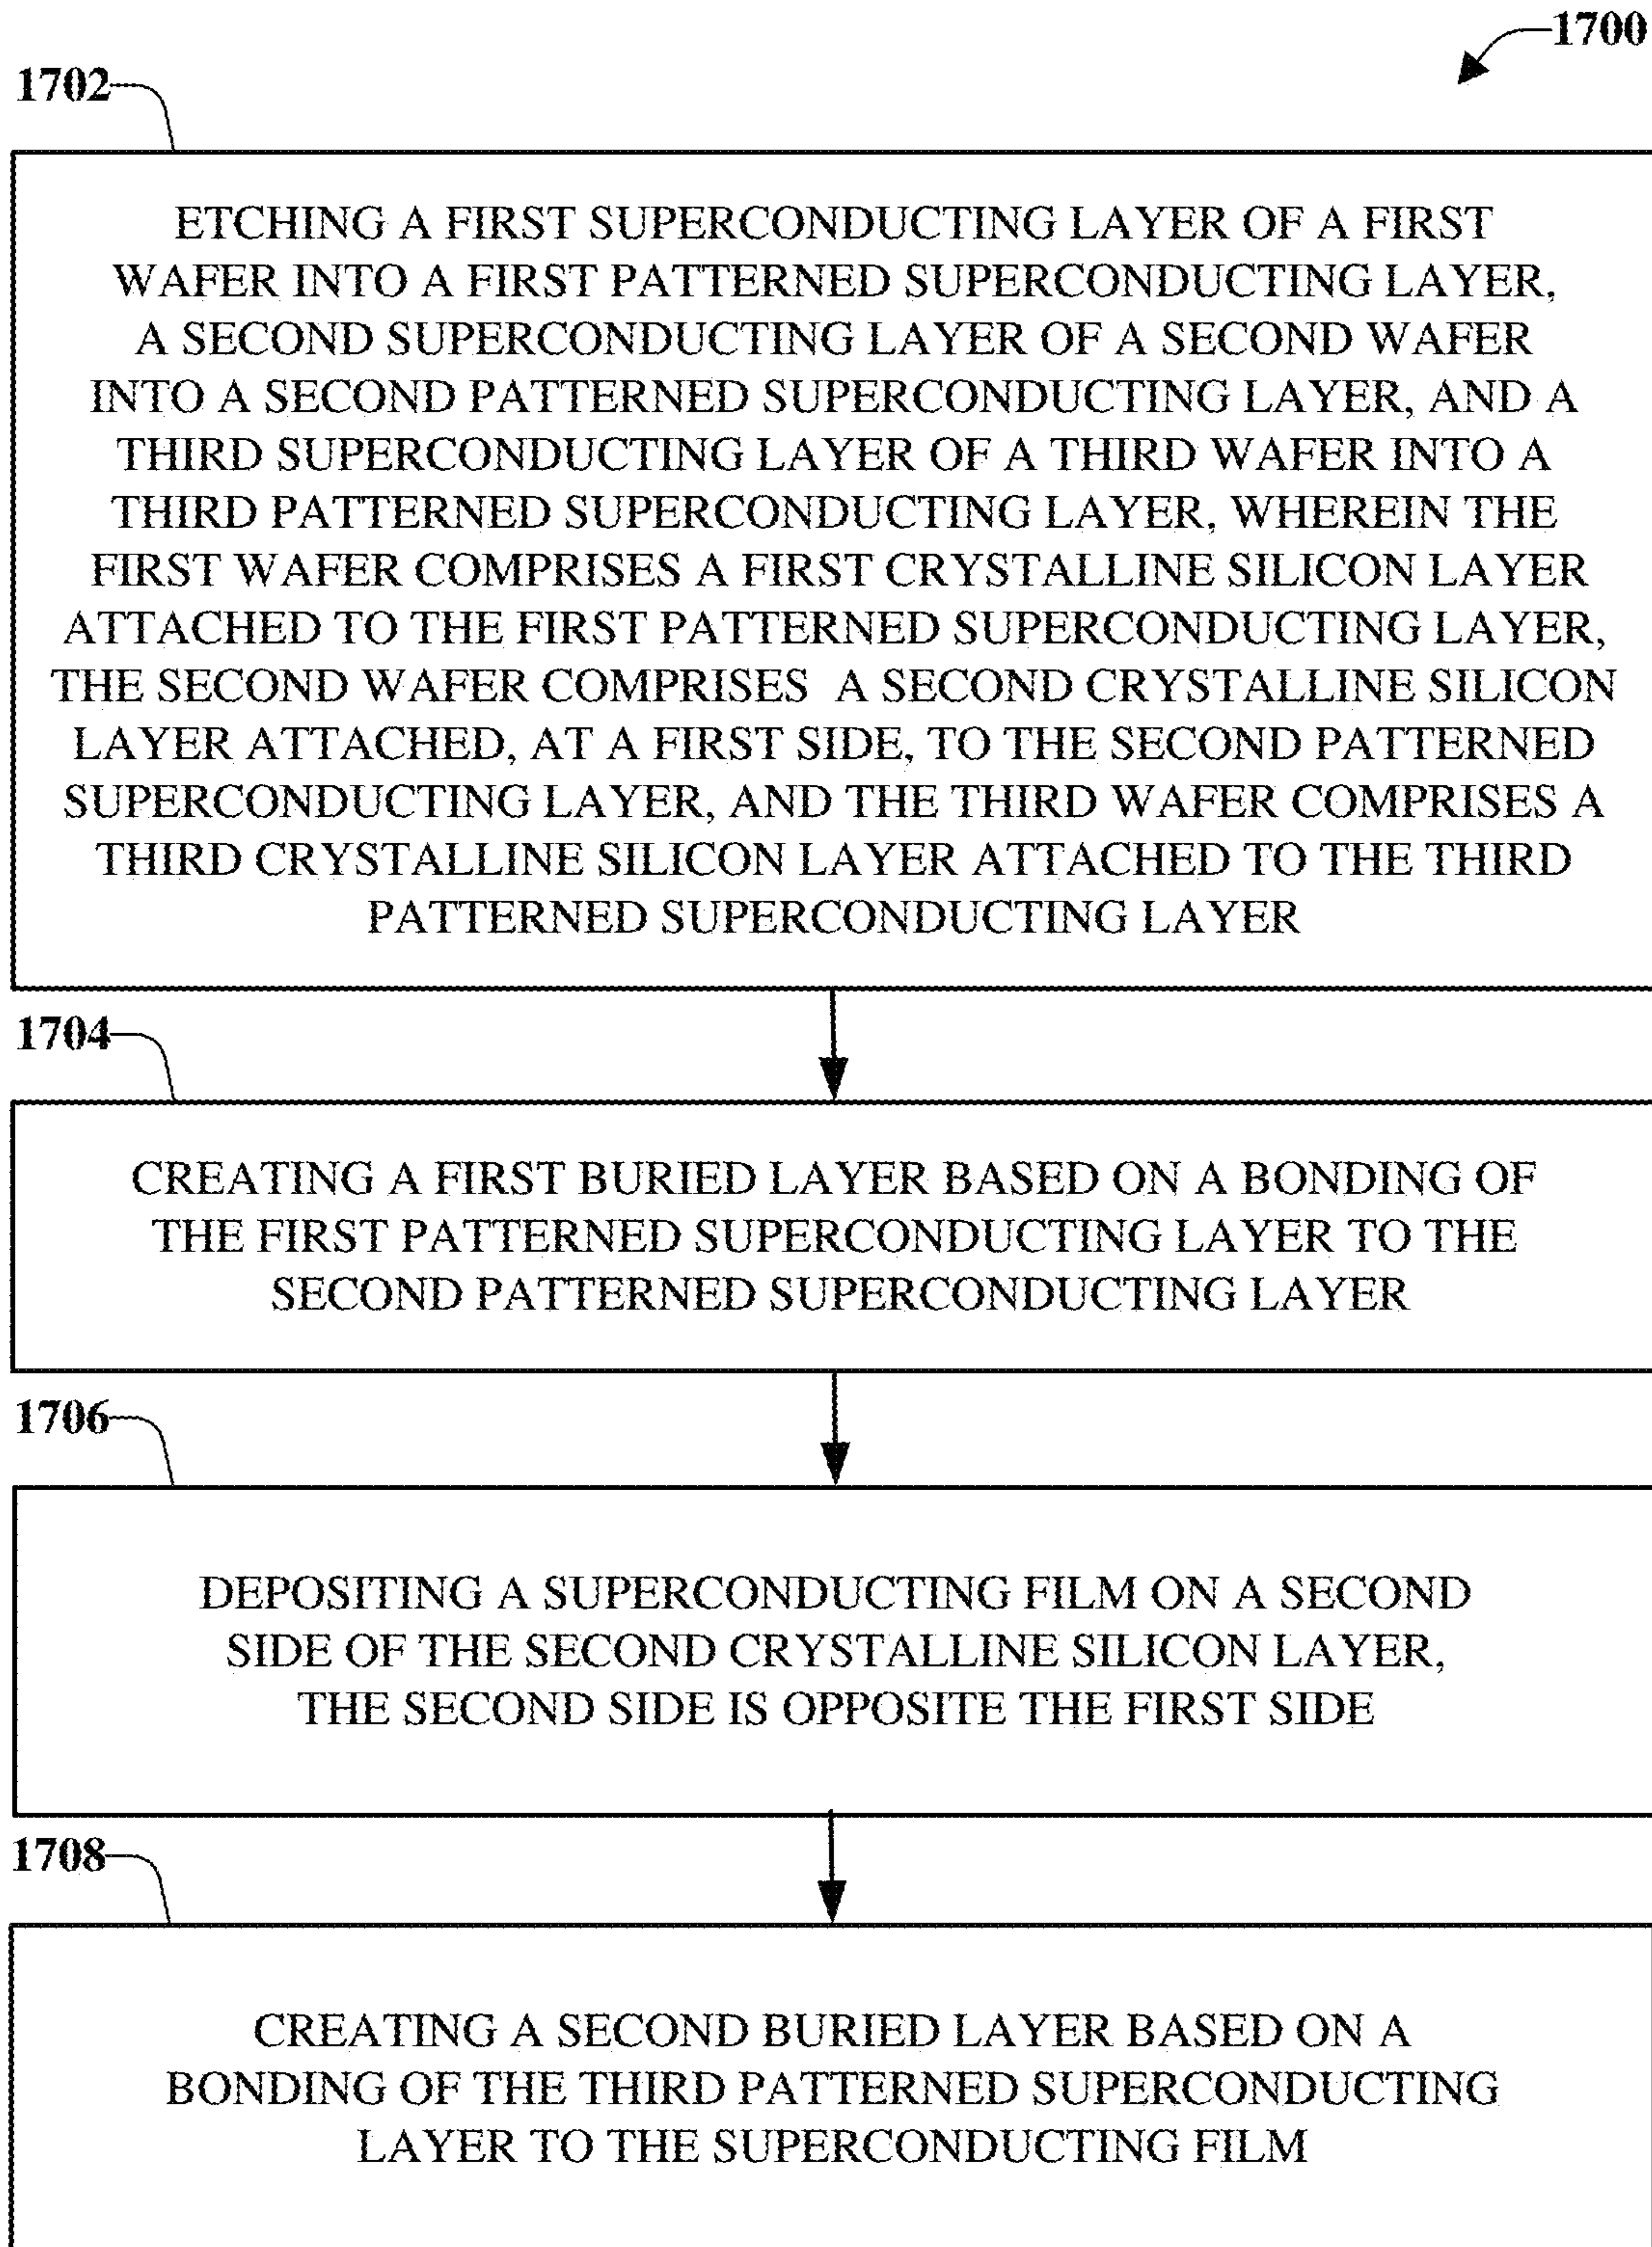 1700
1702
ETCHING A FIRST SUPERCONDUCTING LAYER OF A FIRST
WAFER INTO A FIRST PATTERNED SUPERCONDUCTING LAYER,
A SECOND SUPERCONDUCTING LAYER OF A SECOND WAFER
INTO A SECOND PATTERNED SUPERCONDUCTING LAYER, AND A
THIRD SUPERCONDUCTING LAYER OF A THIRD WAFER INTO A
THIRD PATTERNED SUPERCONDUCTING LAYER, WHEREIN THE
FIRST WAFER COMPRISES A FIRST CRYSTALLINE SILICON LAYER
ATTACHED TO THE FIRST PATTERNED SUPERCONDUCTING LAYER,
THE SECOND WAFER COMPRISES A SECOND CRYSTALLINE SILICON
LAYER ATTACHED, AT A FIRST SIDE, TO THE SECOND PATTERNED
SUPERCONDUCTING LAYER, AND THE THIRD WAFER COMPRISES A
THIRD CRYSTALLINE SILICON LAYER ATTACHED TO THE THIRD
PATTERNED SUPERCONDUCTING LAYER
1704
CREATING A FIRST BURIED LAYER BASED ON A BONDING OF
THE FIRST PATTERNED SUPERCONDUCTING LAYER TO THE
SECOND PATTERNED SUPERCONDUCTING LAYER
1706
DEPOSITING A SUPERCONDUCTING FILM ON A SECOND
SIDE OF THE SECOND CRYSTALLINE SILICON LAYER,
THE SECOND SIDE IS OPPOSITE THE FIRST SIDE
1708
CREATING A SECOND BURIED LAYER BASED ON A
BONDING OF THE THIRD PATTERNED SUPERCONDUCTING
LAYER TO THE SUPERCONDUCTING FILM